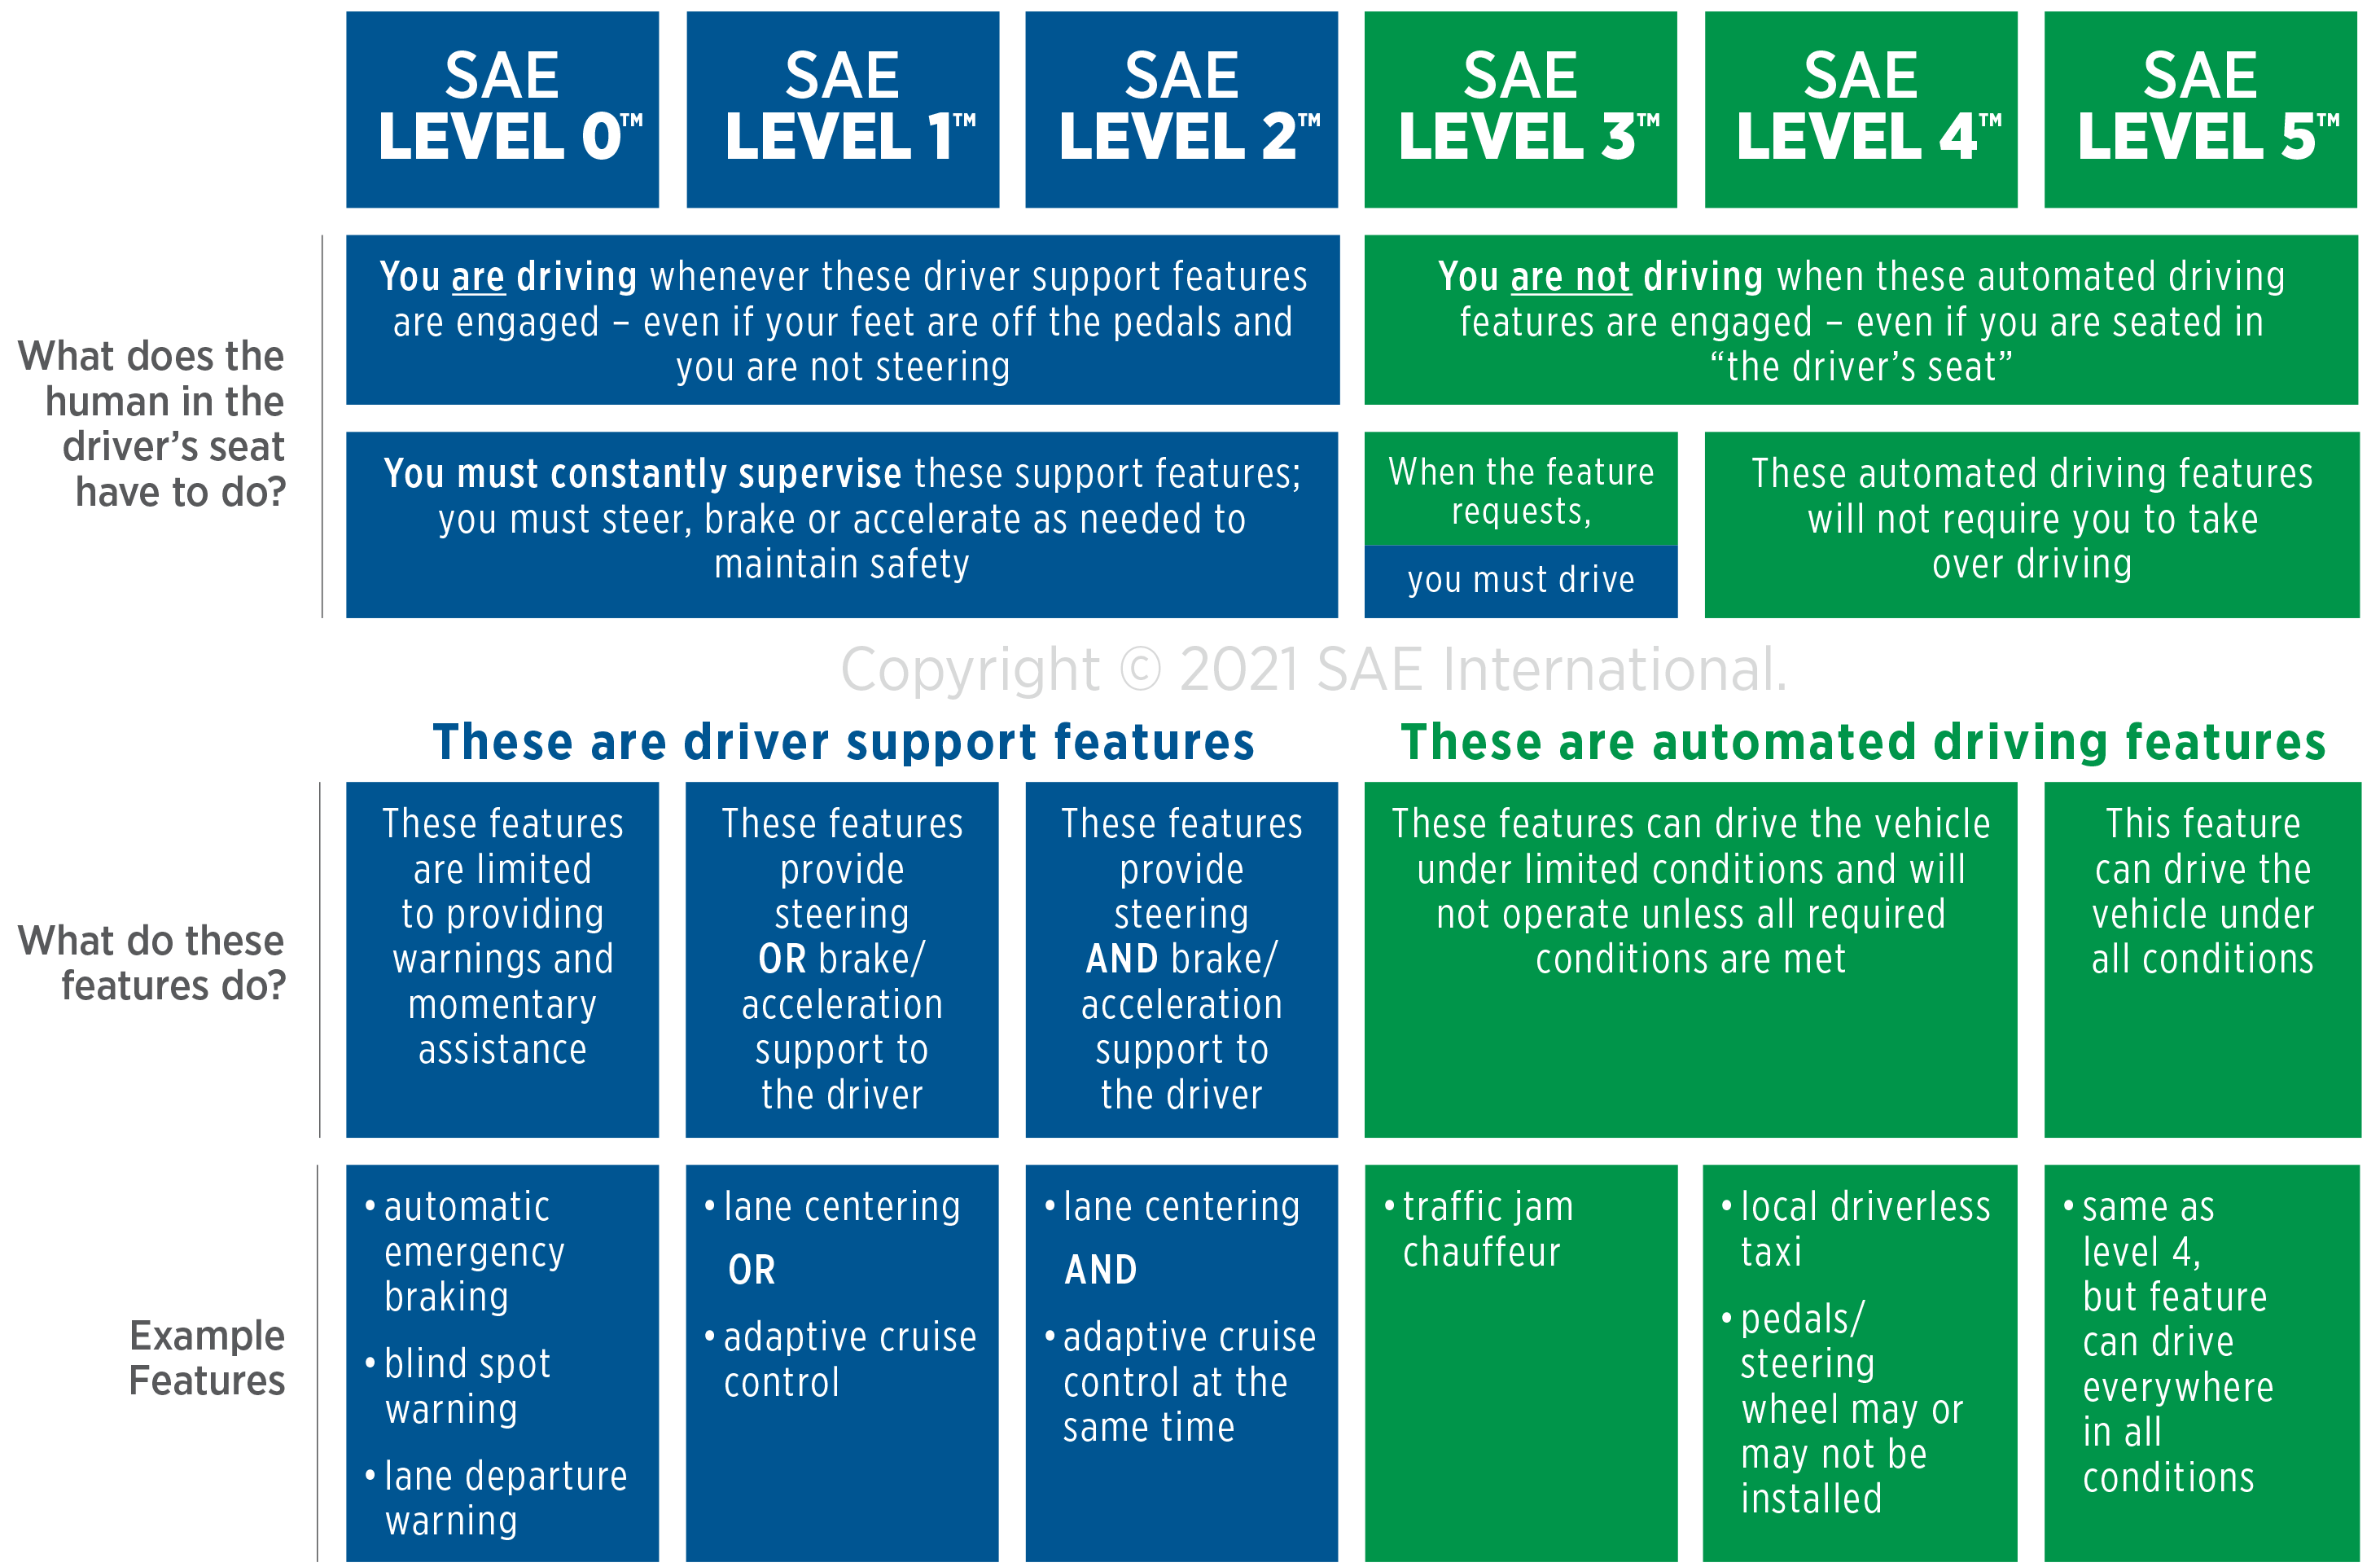 SAE
LEVEL 0™
SAE
LEVEL 1™
SAE
LEVEL 2™
SAE
LEVEL 3™
SAE
LEVEL 4™
SAE
LEVEL 5™
What does the
human in the
driver’s seat
have to do?
You are driving whenever these driver support features
are engaged – even if your feet are off the pedals and
you are not steering
You are not driving when these automated driving
features are engaged – even if you are seated in
“the driver’s seat”
You must constantly supervise these support features;
you must steer, brake or accelerate as needed to
maintain safety
When the feature
requests,
you must drive
These automated driving features
will not require you to take
over driving
Copyright © 2021 SAE International.
These are driver support features
These are automated driving features
What do these
features do?
These features
are limited
to providing
warnings and
momentary
assistance
These features
provide
steering
OR brake/
acceleration
support to
the driver
These features
provide
steering
AND brake/
acceleration
support to
the driver
These features can drive the vehicle
under limited conditions and will
not operate unless all required
conditions are met
This feature
can drive the
vehicle under
all conditions
Example
Features
• automatic
emergency
braking
• blind spot
warning
• lane departure
warning
• lane centering
OR
• adaptive cruise
control
• lane centering
AND
• adaptive cruise
control at the
same time
• traffic jam
chauffeur
• local driverless
taxi
• pedals/
steering
wheel may or
may not be
installed
• same as
level 4,
but feature
can drive
everywhere
in all
conditions